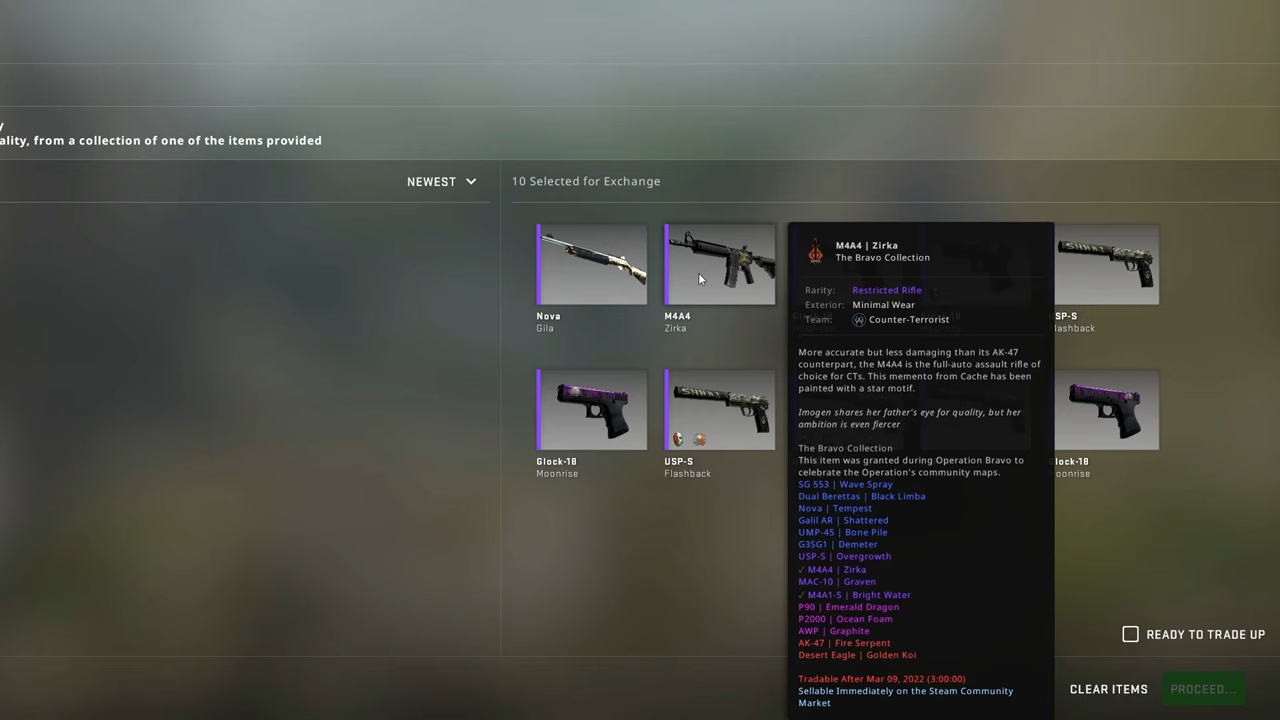 y
ality, from a collection of one of the items provided
NEWEST
10 Selected for Exchange
Nova
Gila
M4A4
Zirka
SP-S
lashback
Glock-18
Moonrise
USP-S
Flashback
lock-18
oonrise
M4A4 | Zirka
The Bravo Collection
Rarity: Restricted Rifle
Exterior: Minimal Wear
Team: Counter-Terrorist
More accurate but less damaging than its AK-47
counterpart, the M4A4 is the full-auto assault rifle of
choice for CTs. This memento from Cache has been
painted with a star motif.
Imogen shares her father's eye for quality, but her
ambition is even fiercer
The Bravo Collection
This item was granted during Operation Bravo to
celebrate the Operation's community maps.
SG 553 | Wave Spray
Dual Berettas | Black Limba
Nova | Tempest
Galil AR | Shattered
UMP-45 | Bone Pile
G3SG1 | Demeter
USP-S | Overgrowth
✓ M4A4 | Zirka
MAC-10 | Graven
✓ M4A1-S | Bright Water
P90 | Emerald Dragon
P2000 | Ocean Foam
AWP | Graphite
AK-47 | Fire Serpent
Desert Eagle | Golden Koi
Tradable After Mar 09, 2022 (3:00:00)
Sellable Immediately on the Steam Community
Market
READY TO TRADE UP
CLEAR ITEMS
PROCEED...